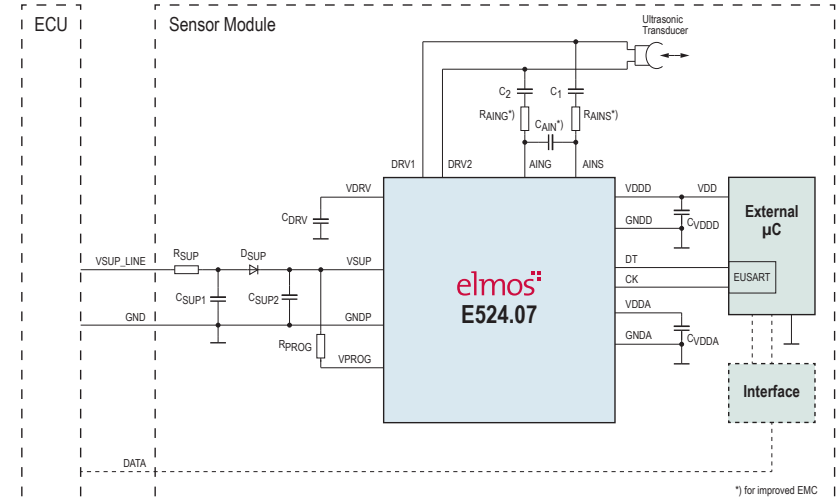 ECU
Sensor Module
Ultrasonic
Transducer
C2
C1
RAING*)
CAIN*)
RAINS*)
DRV1
DRV2
AING
AINS
VDRV
CDRV
VDDD
VDD
GNDD
CVDDD
External
µC
VSUP_LINE
RSUP
DSUP
VSUP
DT
CK
EUSART
elmos
E524.07
CSUP1
CSUP2
VDDA
GND
GNDP
GNDA
CVDDA
RPROG
VPROG
Interface
DATA
*) for improved EMC